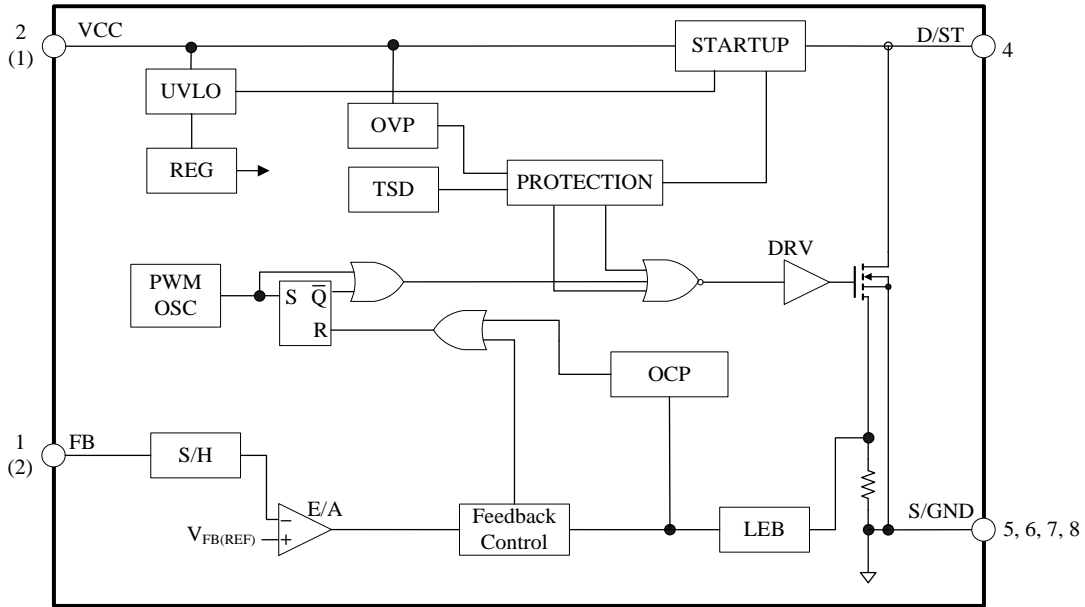 2
(1)
VCC
STARTUP
D/ST
4
UVLO
OVP
REG
TSD
PROTECTION
DRV
PWM
OSC
S Q̅
R
OCP
1
(2)
FB
S/H
E/A
V_FB(REF)
−
+
Feedback
Control
LEB
S/GND
5, 6, 7, 8